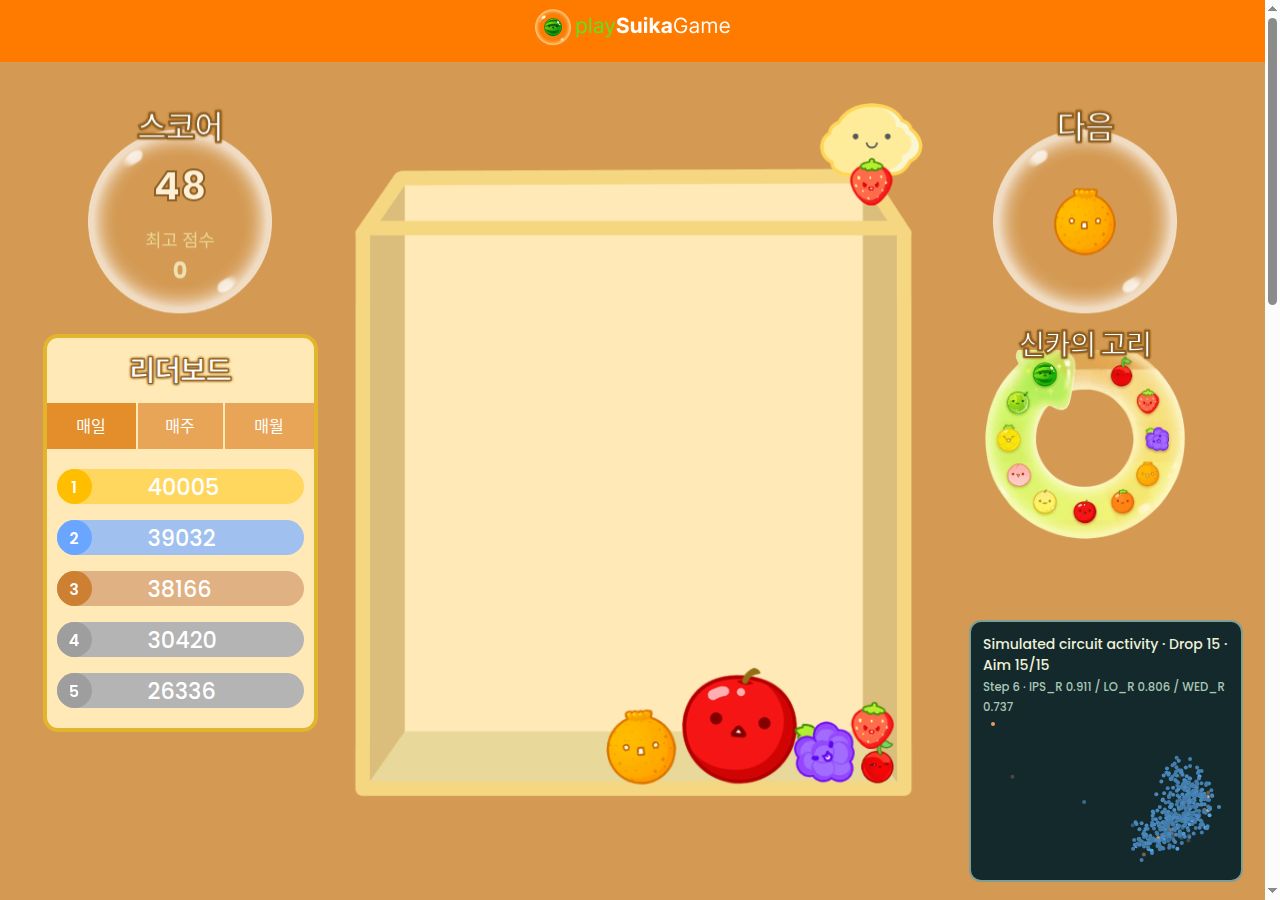 playSuikaGame
스코어
48
최고 점수
0
다음
신카의 고리
리더보드
매일 매주 매월
1 40005
2 39032
3 38166
4 30420
5 26336
Simulated circuit activity · Drop 15 ·
Aim 15/15
Step 6 · IPS_R 0.911 / LO_R 0.806 / WED_R
0.737